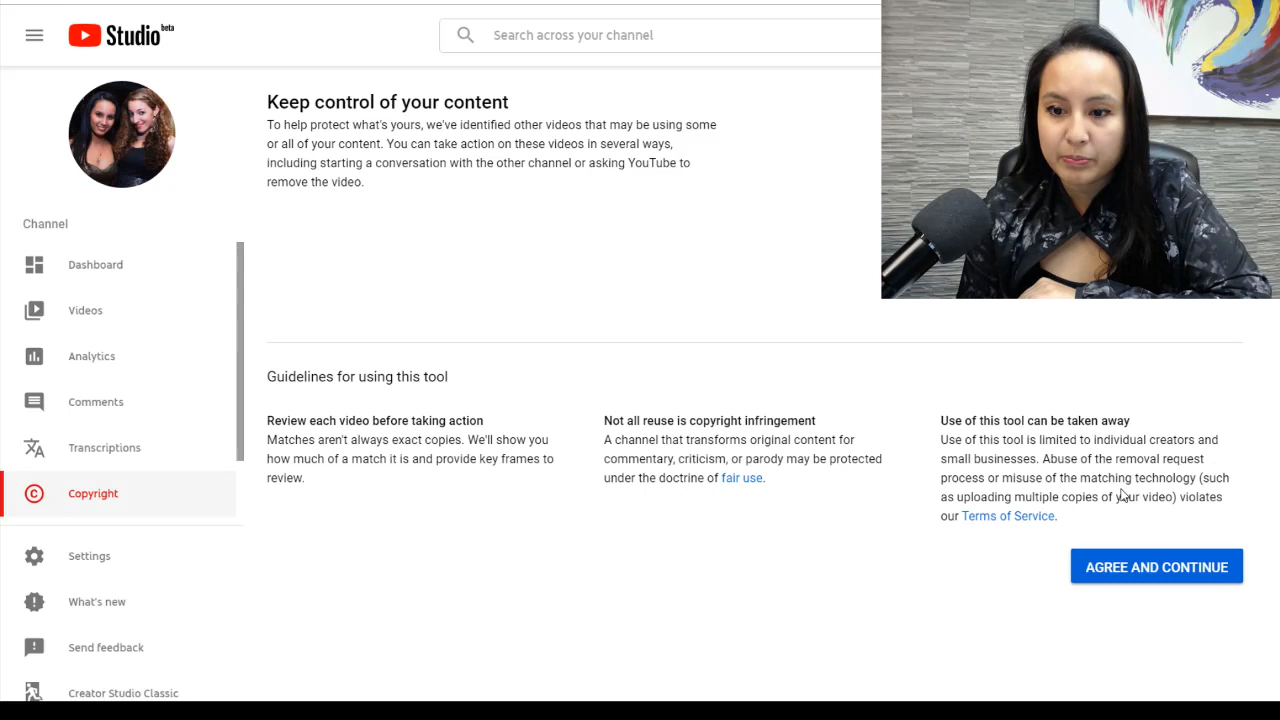 Studio beta
Search across your channel
Keep control of your content
To help protect what's yours, we've identified other videos that may be using some
or all of your content. You can take action on these videos in several ways,
including starting a conversation with the other channel or asking YouTube to
remove the video.
Channel
Dashboard
Videos
Analytics
Comments
Transcriptions
Copyright
Settings
What's new
Send feedback
Creator Studio Classic
Guidelines for using this tool
Review each video before taking action
Matches aren't always exact copies. We'll show you
how much of a match it is and provide key frames to
review.
Not all reuse is copyright infringement
A channel that transforms original content for
commentary, criticism, or parody may be protected
under the doctrine of fair use.
Use of this tool can be taken away
Use of this tool is limited to individual creators and
small businesses. Abuse of the removal request
process or misuse of the matching technology (such
as uploading multiple copies of your video) violates
our Terms of Service.
AGREE AND CONTINUE